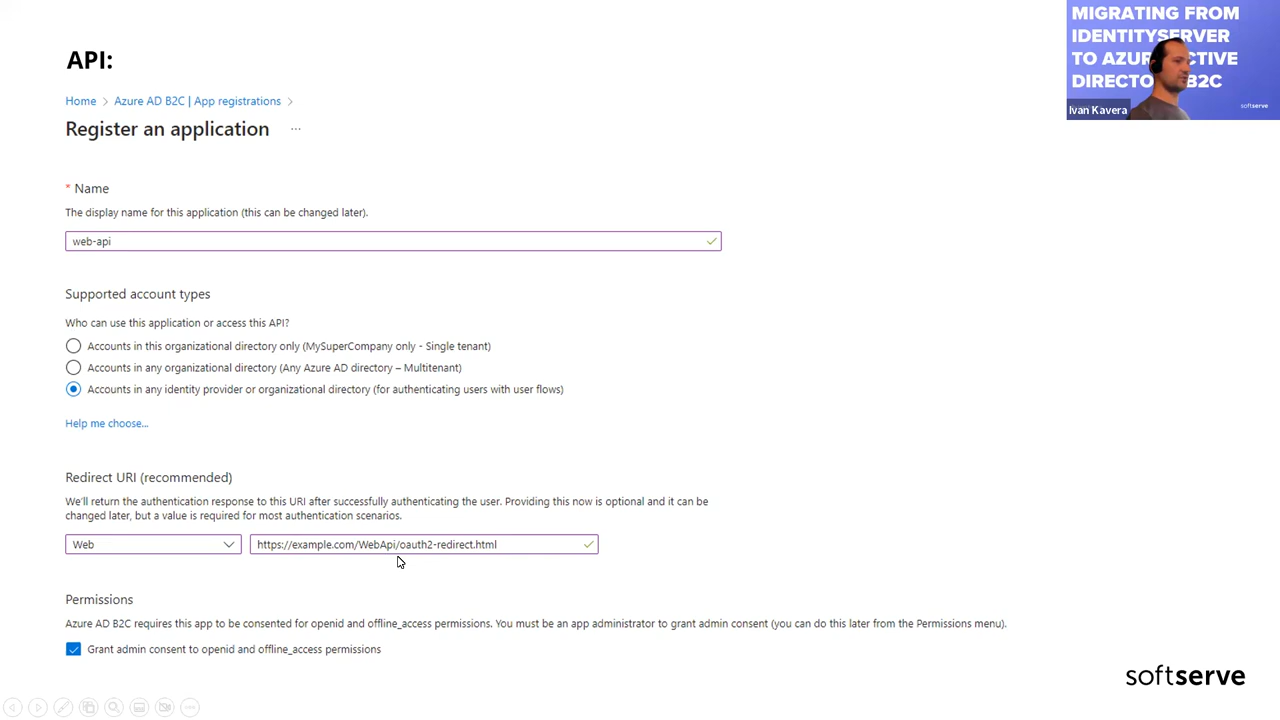 MIGRATING FROM
IDENTITYSERVER
TO AZURE ACTIVE
DIRECTORY B2C
softserve
Ivan Kavera
API:
Home > Azure AD B2C | App registrations >
Register an application ...
* Name
The display name for this application (this can be changed later).
web-api
Supported account types
Who can use this application or access this API?
Accounts in this organizational directory only (MySuperCompany only - Single tenant)
Accounts in any organizational directory (Any Azure AD directory – Multitenant)
Accounts in any identity provider or organizational directory (for authenticating users with user flows)
Help me choose...
Redirect URI (recommended)
We'll return the authentication response to this URI after successfully authenticating the user. Providing this now is optional and it can be
changed later, but a value is required for most authentication scenarios.
Web
https://example.com/WebApi/oauth2-redirect.html
Permissions
Azure AD B2C requires this app to be consented for openid and offline_access permissions. You must be an app administrator to grant admin consent (you can do this later from the Permissions menu).
Grant admin consent to openid and offline_access permissions
softserve